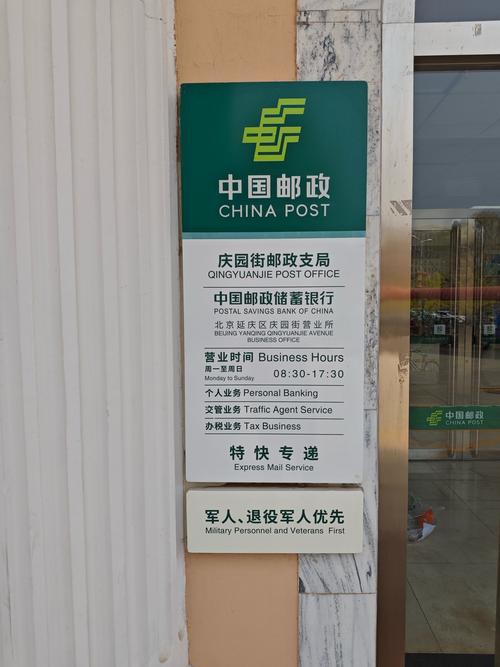 中国邮政
CHINA POST
庆园街邮政支局
QINGYUANJIE POST OFFICE
中国邮政储蓄银行
POSTAL SAVINGS BANK OF CHINA
北京延庆区庆园街营业所
BEIJING YANQING QINGYUANJIE AVENUE
BUSINESS OFFICE
营业时间 Business Hours
周一至周日 08:30-17:30
Monday to Sunday
个人业务 Personal Banking
交管业务 Traffic Agent Service
办税业务 Tax Business
特快专递
Express Mail Service
军人、退役军人优先
Military Personnel and Veterans First
中国邮政